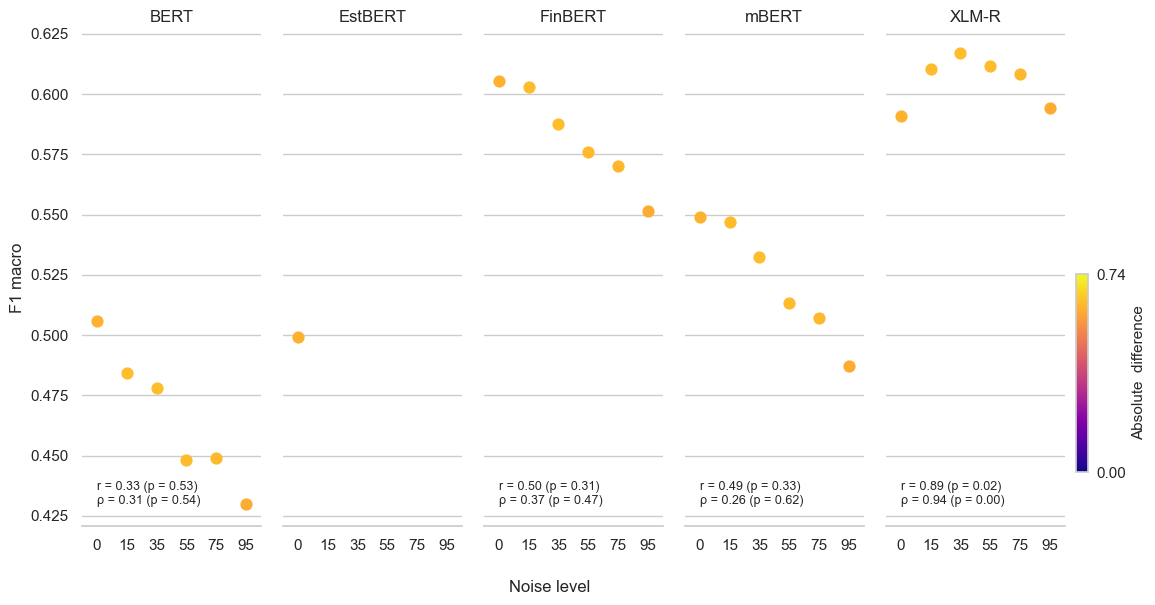 BERT
EstBERT
FinBERT
mBERT
XLM-R
0.625
0.600
0.575
0.550
0.525
0.500
0.475
0.450
0.425
F1 macro
r = 0.33 (p = 0.53)
ρ = 0.31 (p = 0.54)
r = 0.50 (p = 0.31)
ρ = 0.37 (p = 0.47)
r = 0.49 (p = 0.33)
ρ = 0.26 (p = 0.62)
r = 0.89 (p = 0.02)
ρ = 0.94 (p = 0.00)
0 15 35 55 75 95
0 15 35 55 75 95
0 15 35 55 75 95
0 15 35 55 75 95
0 15 35 55 75 95
Noise level
0.74
0.00
Absolute difference